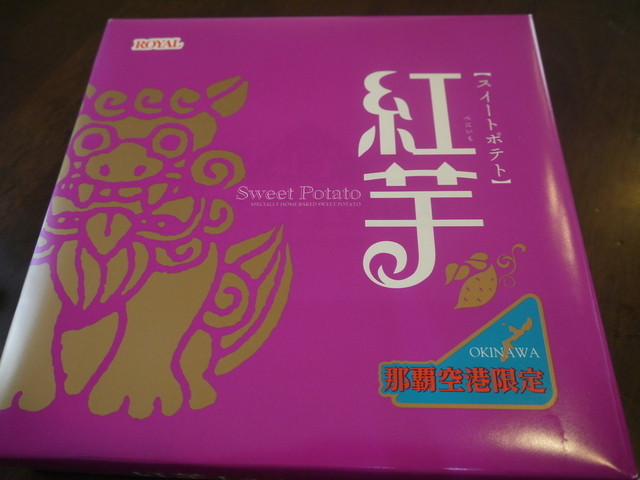 ROYAL
【スイートポテト】
べにいも
紅芋
Sweet Potato
SPECIALLY HOME BAKED SWEET POTATO
OKINAWA
那覇空港限定